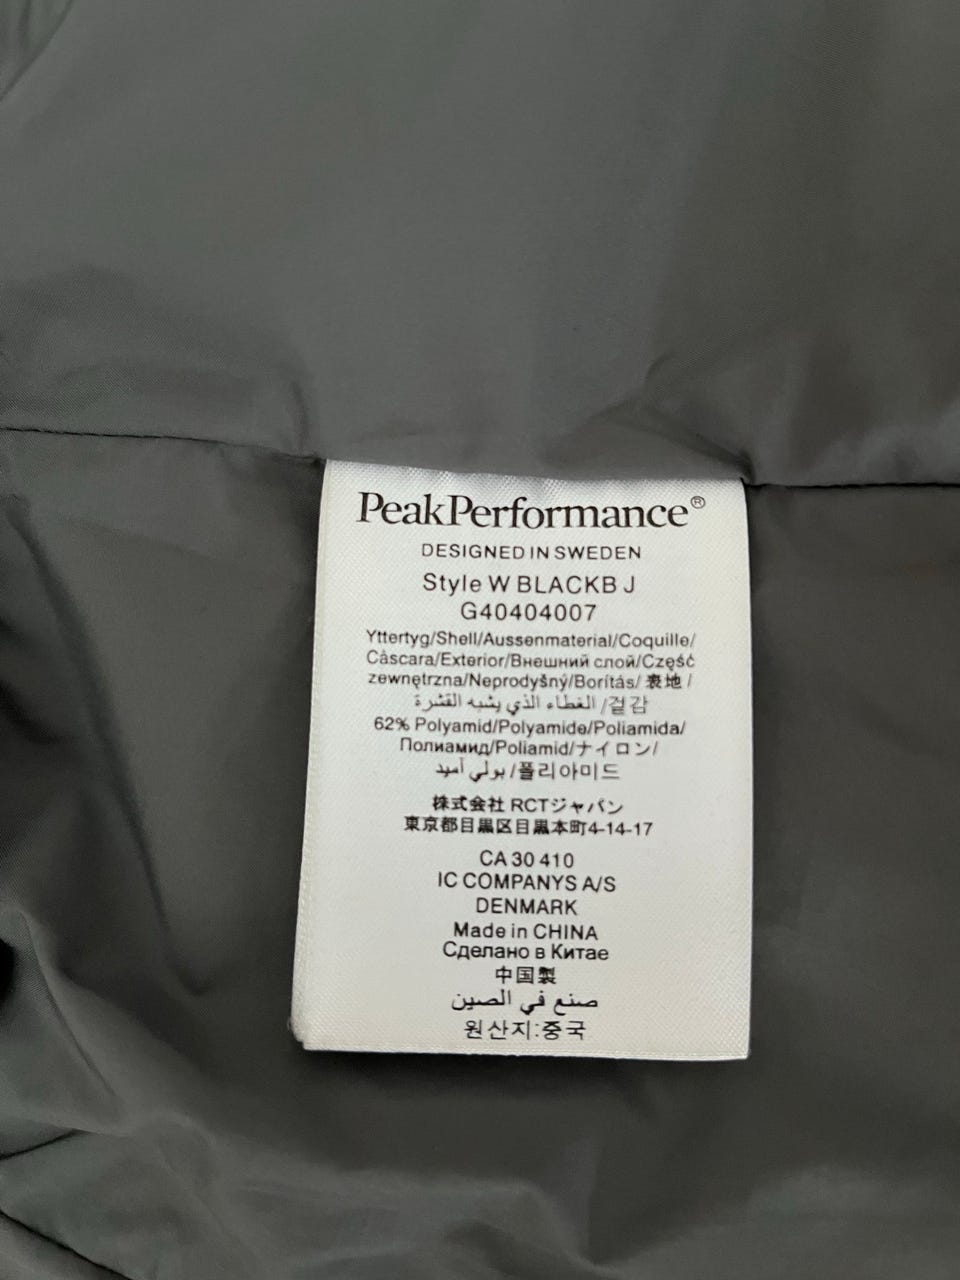 PeakPerformance®
DESIGNED IN SWEDEN
Style W BLACKB J
G40404007
Yttertyg/Shell/Aussenmaterial/Coquille/
Càscara/Exterior/Внешний слой/Część
zewnętrzna/Neprodyšný/Borítás/ 表地 /
الغطاء الذي يشبه القشرة /겉감
62% Polyamid/Polyamide/Poliamida/
Полиамид/Poliamid/ナイロン/
بولي أميد /폴리아미드
株式会社 RCTジャパン
東京都目黒区目黒本町4-14-17
CA 30 410
IC COMPANYS A/S
DENMARK
Made in CHINA
Сделано в Китае
中国製
صنع في الصين
원산지:중국